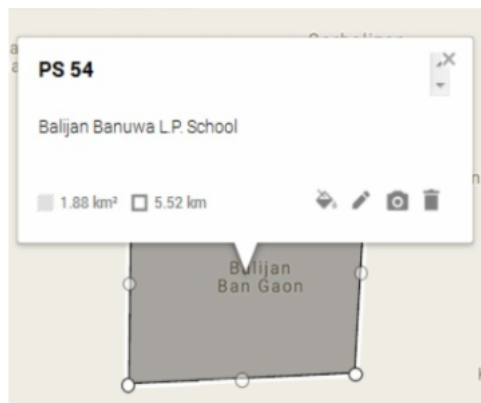 PS 54
Balijan Banuwa L.P. School
1.88 km² 5.52 km
Balijan
Ban Gaon